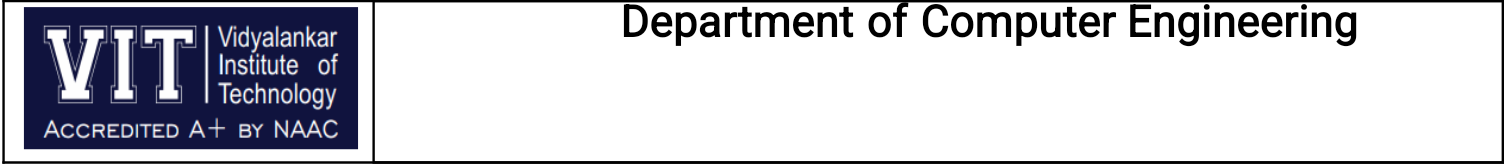 VIT
Vidyalankar
Institute of
Technology
ACCREDITED A+ BY NAAC
Department of Computer Engineering